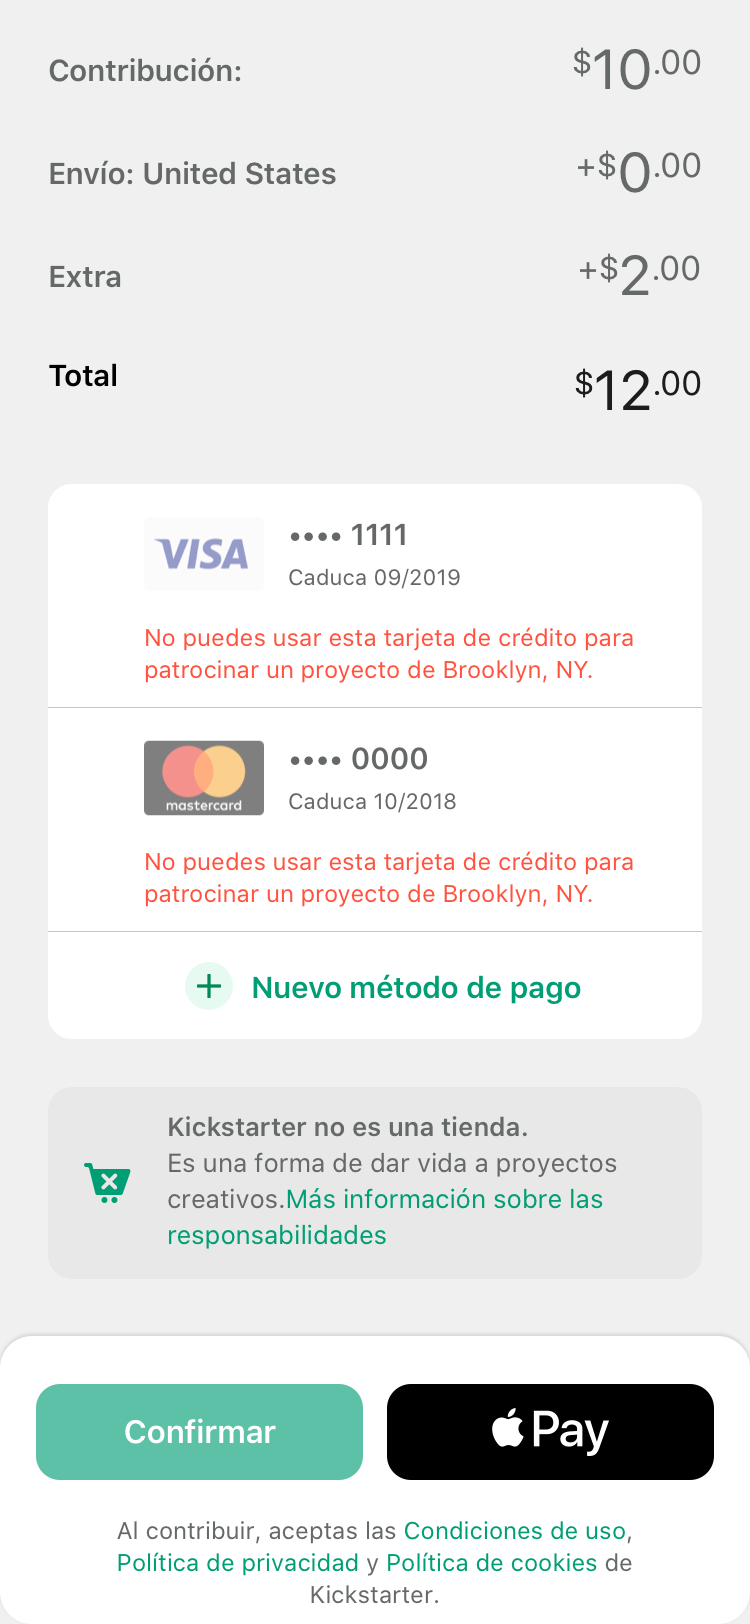 Contribución: $10.00
Envío: United States +$0.00
Extra +$2.00
Total $12.00
VISA •••• 1111
Caduca 09/2019
No puedes usar esta tarjeta de crédito para
patrocinar un proyecto de Brooklyn, NY.
mastercard •••• 0000
Caduca 10/2018
No puedes usar esta tarjeta de crédito para
patrocinar un proyecto de Brooklyn, NY.
+ Nuevo método de pago
Kickstarter no es una tienda.
Es una forma de dar vida a proyectos
creativos.Más información sobre las
responsabilidades
Confirmar Pay
Al contribuir, aceptas las Condiciones de uso,
Política de privacidad y Política de cookies de
Kickstarter.